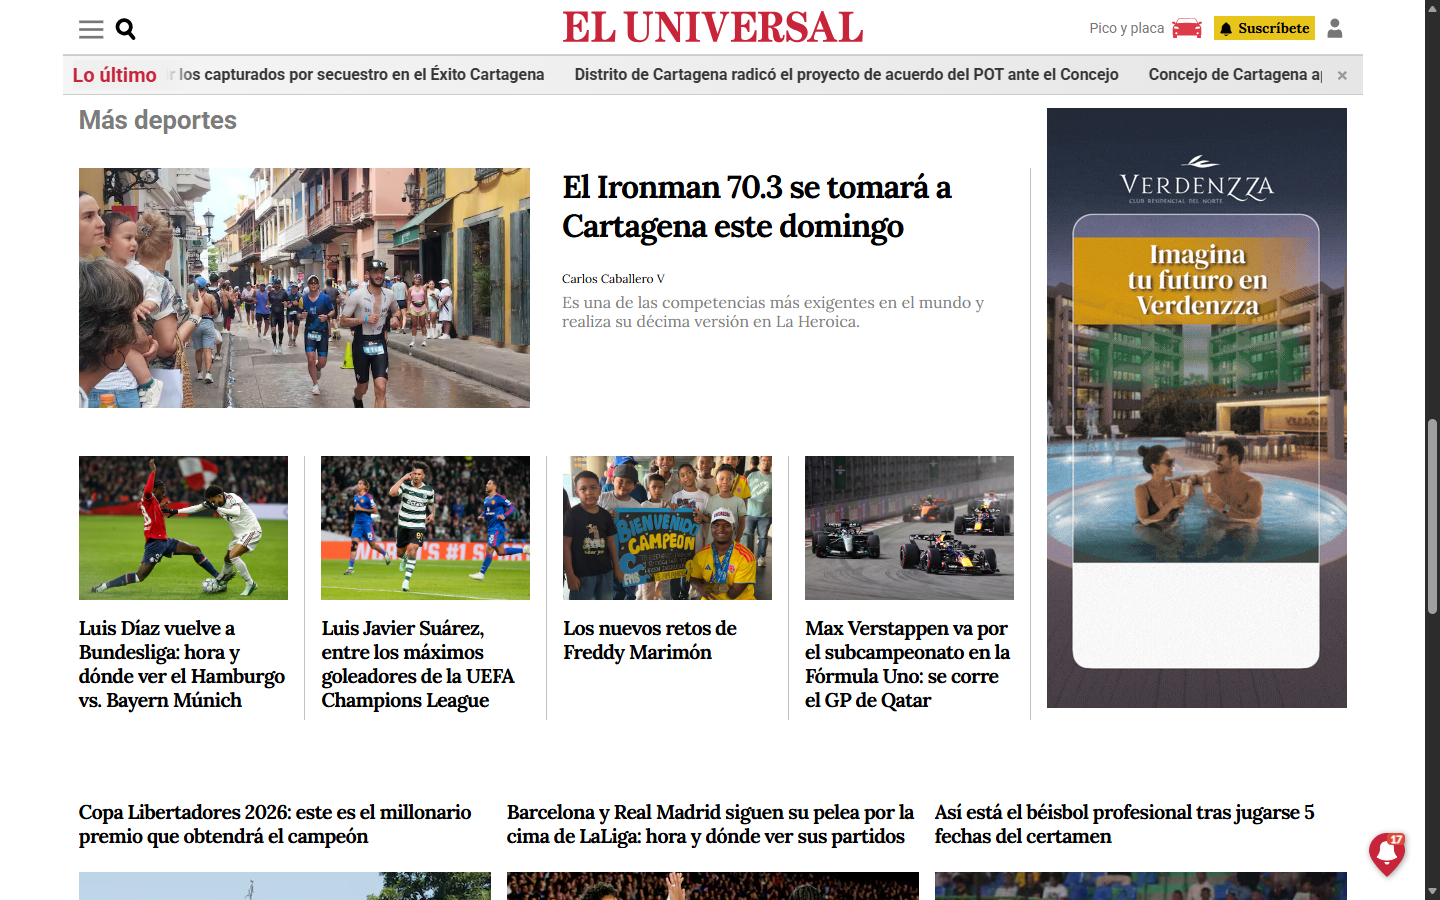 EL UNIVERSAL
Pico y placa
Suscríbete
Lo último
los capturados por secuestro en el Éxito Cartagena
Distrito de Cartagena radicó el proyecto de acuerdo del POT ante el Concejo
Concejo de Cartagena
Más deportes
El Ironman 70.3 se tomará a
Cartagena este domingo
Carlos Caballero V
Es una de las competencias más exigentes en el mundo y
realiza su décima versión en La Heroica.
VERDENZZA
CLUB RESIDENCIAL DEL NORTE
Imagina
tu futuro en
Verdenzza
BIENVENIDO
CAMPEÓN
Luis Díaz vuelve a
Bundesliga: hora y
dónde ver el Hamburgo
vs. Bayern Múnich
Luis Javier Suárez,
entre los máximos
goleadores de la UEFA
Champions League
Los nuevos retos de
Freddy Marimón
Max Verstappen va por
el subcampeonato en la
Fórmula Uno: se corre
el GP de Qatar
Copa Libertadores 2026: este es el millonario
premio que obtendrá el campeón
Barcelona y Real Madrid siguen su pelea por la
cima de LaLiga: hora y dónde ver sus partidos
Así está el béisbol profesional tras jugarse 5
fechas del certamen
17